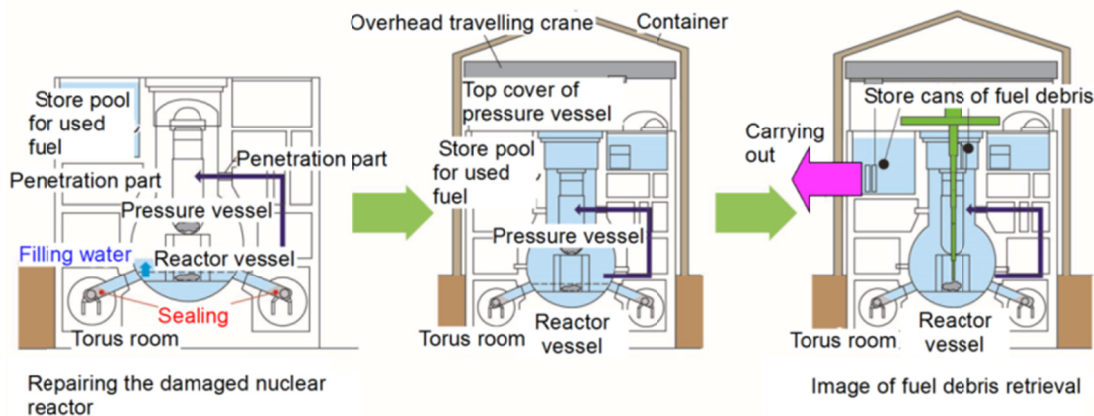 Store pool
for used
fuel
Penetration part
Penetration part
Pressure vessel
Filling water
Reactor vessel
Sealing
Torus room
Repairing the damaged nuclear
reactor
Overhead travelling crane
Container
Top cover of
pressure vessel
Store pool
for used
fuel
Pressure vessel
Torus room
Reactor
vessel
Store cans of fuel debris
Carrying
out
Torus room
Reactor
vessel
Image of fuel debris retrieval